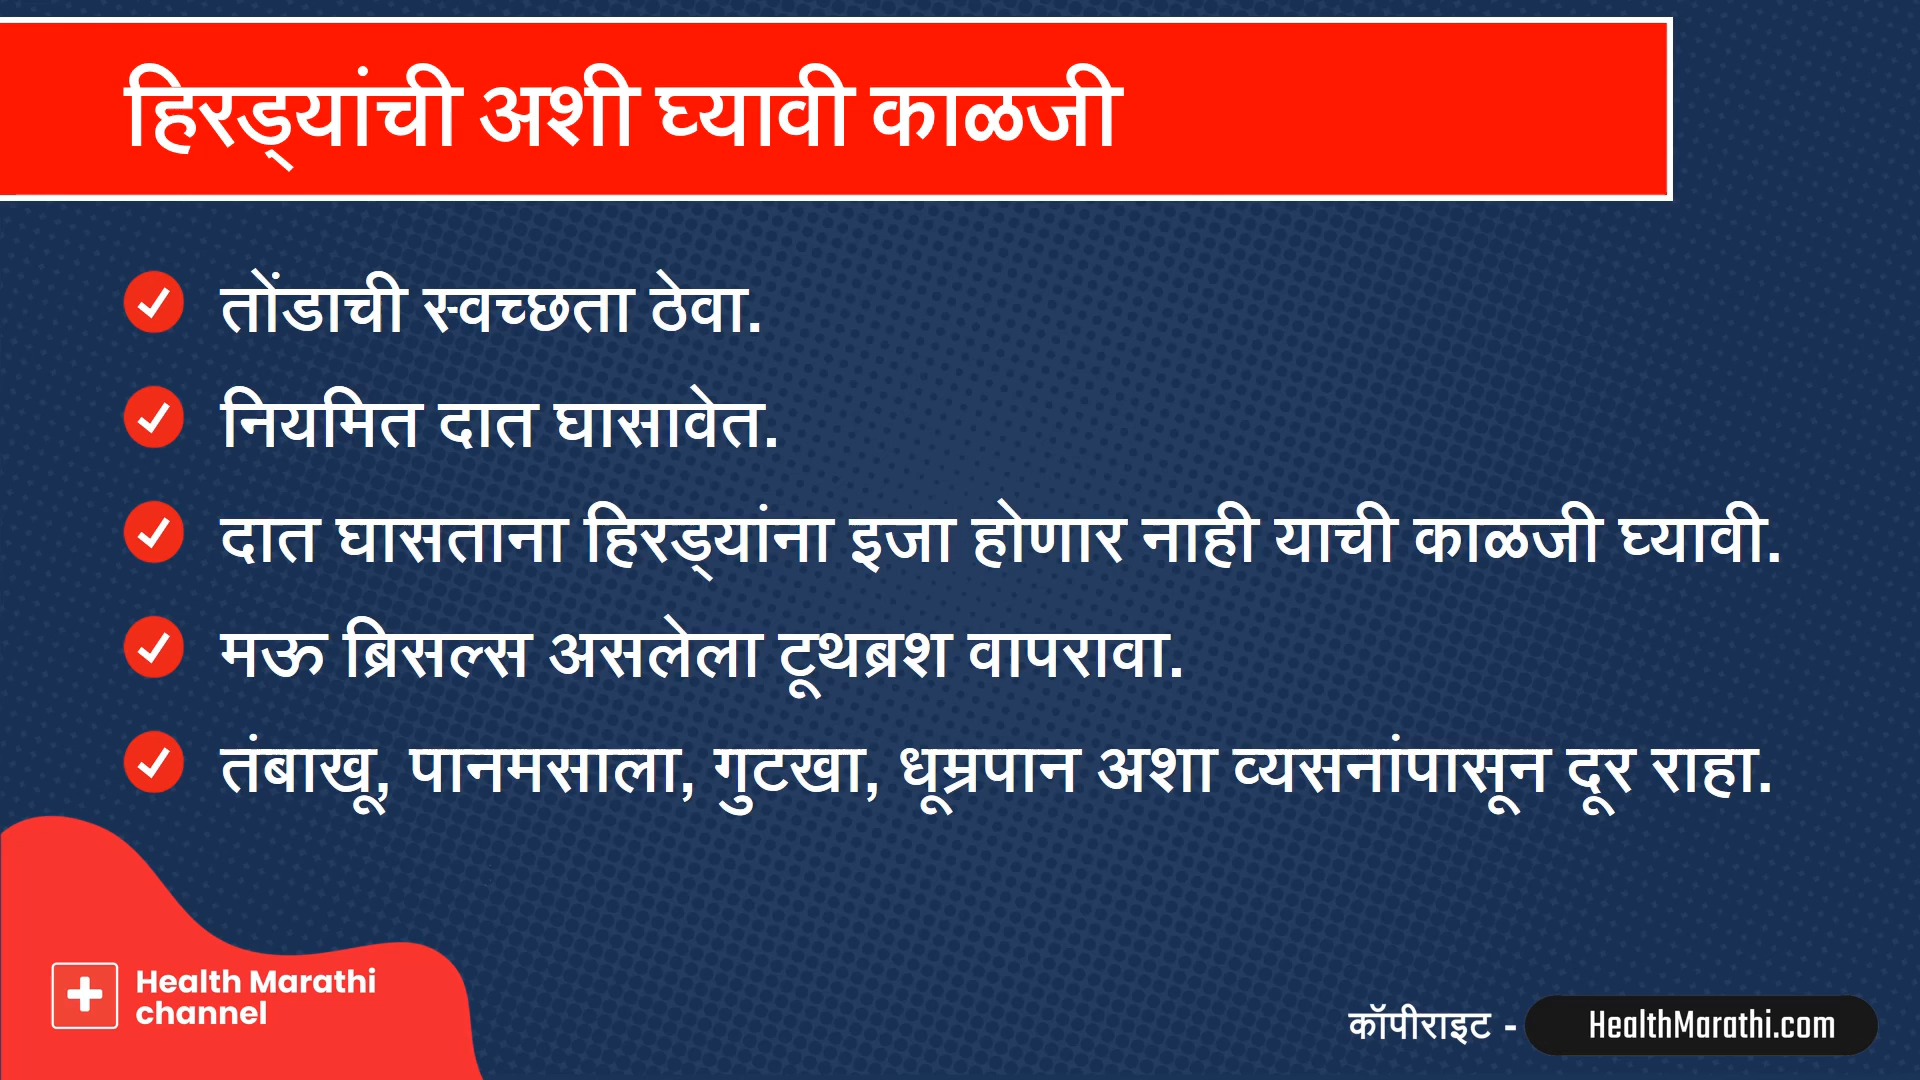 हिरड्यांची अशी घ्यावी काळजी
तोंडाची स्वच्छता ठेवा.
नियमित दात घासावेत.
दात घासताना हिरड्यांना इजा होणार नाही याची काळजी घ्यावी.
मऊ ब्रिसल्स असलेला टूथब्रश वापरावा.
तंबाखू, पानमसाला, गुटखा, धूम्रपान अशा व्यसनांपासून दूर राहा.
Health Marathi
channel
कॉपीराइट - HealthMarathi.com